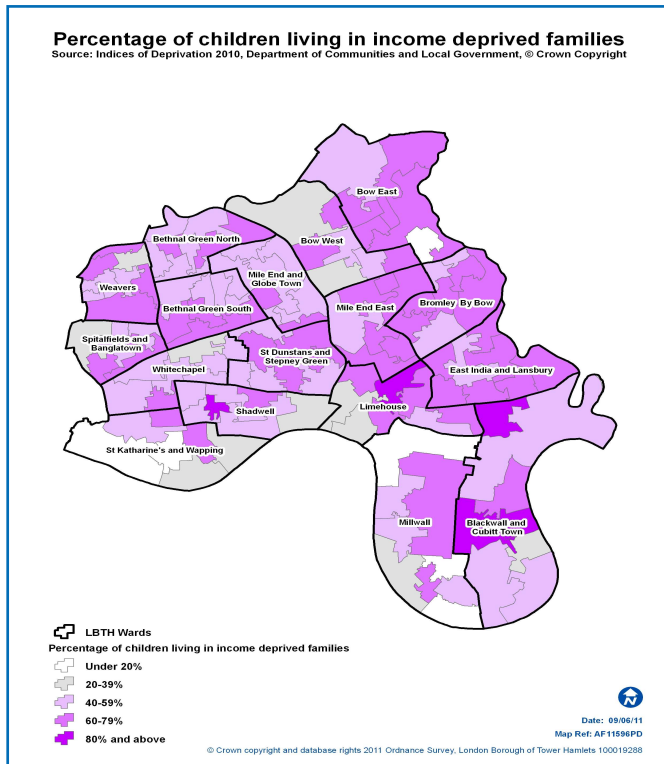 Percentage of children living in income deprived families
Source: Indices of Deprivation 2010, Department of Communities and Local Government, © Crown Copyright
Bow East
Bethnal Green North
Bow West
Mile End and
Globe Town
Weavers
Bethnal Green South
Mile End East
Bromley By Bow
Spitalfields and
Banglatown
St Dunstans and
Stepney Green
Whitechapel
East India and Lansbury
Shadwell
Limehouse
St Katharine's and Wapping
Millwall
Blackwall and
Cubitt Town
LBTH Wards
Percentage of children living in income deprived families
Under 20%
20-39%
40-59%
60-79%
80% and above
N
Date: 09/06/11
Map Ref: AF11596PD
© Crown copyright and database rights 2011 Ordnance Survey, London Borough of Tower Hamlets 100019288